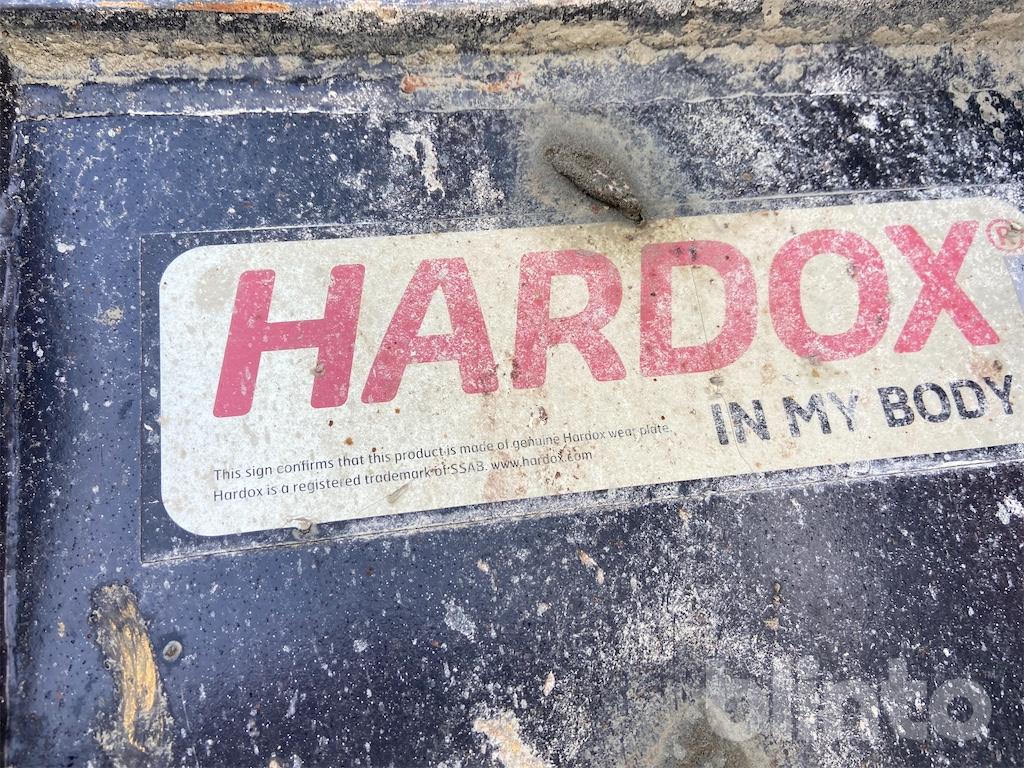 HARDOX®
IN MY BODY
This sign confirms that this product is made of genuine Hardox wear plate.
Hardox is a registered trademark of SSAB. www.hardox.com
blinto